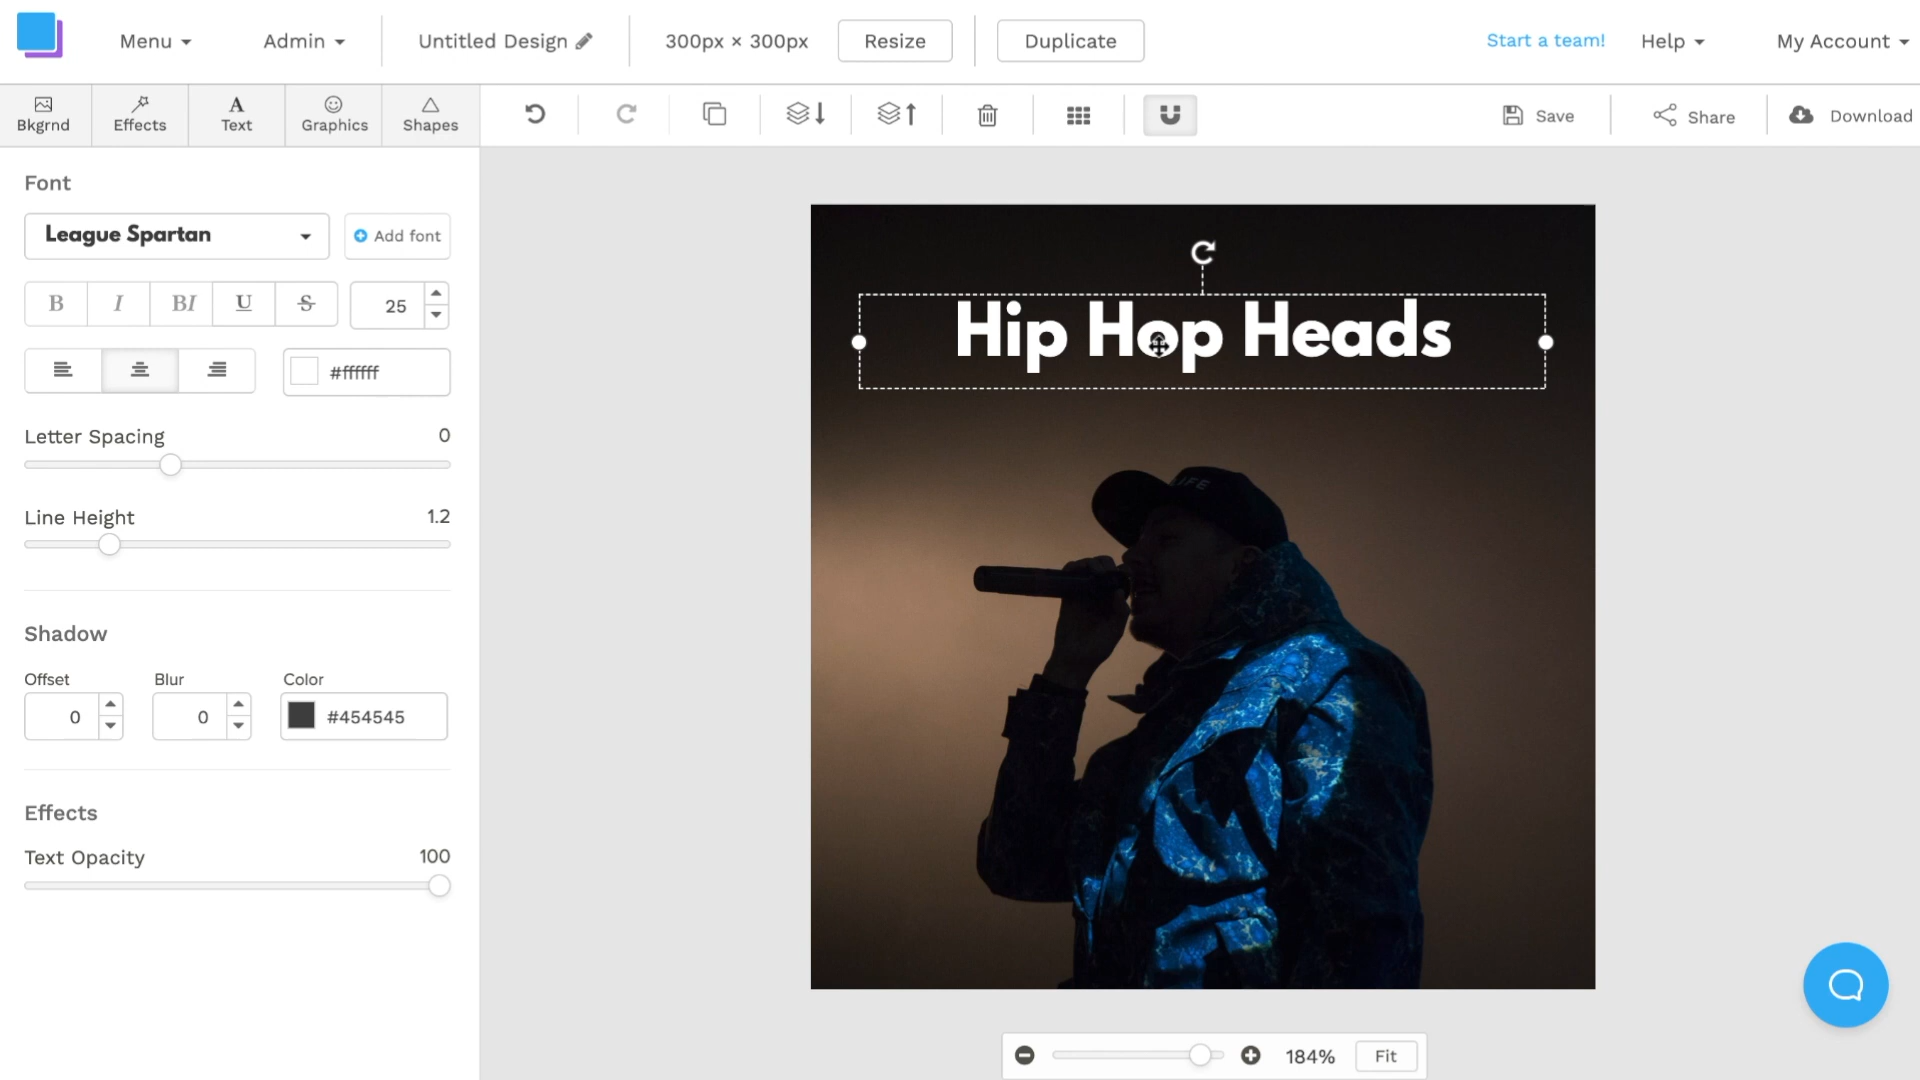 Menu
Admin
Untitled Design
300px × 300px
Resize
Duplicate
Start a team!
Help
My Account
Bkgrnd
Effects
Text
Graphics
Shapes
Save
Share
Download
Font
League Spartan
Add font
B
I
BI
U
S
25
#ffffff
Letter Spacing
0
Line Height
1.2
Shadow
Offset
Blur
Color
0
0
#454545
Effects
Text Opacity
100
Hip Hop Heads
LIFE
184%
Fit